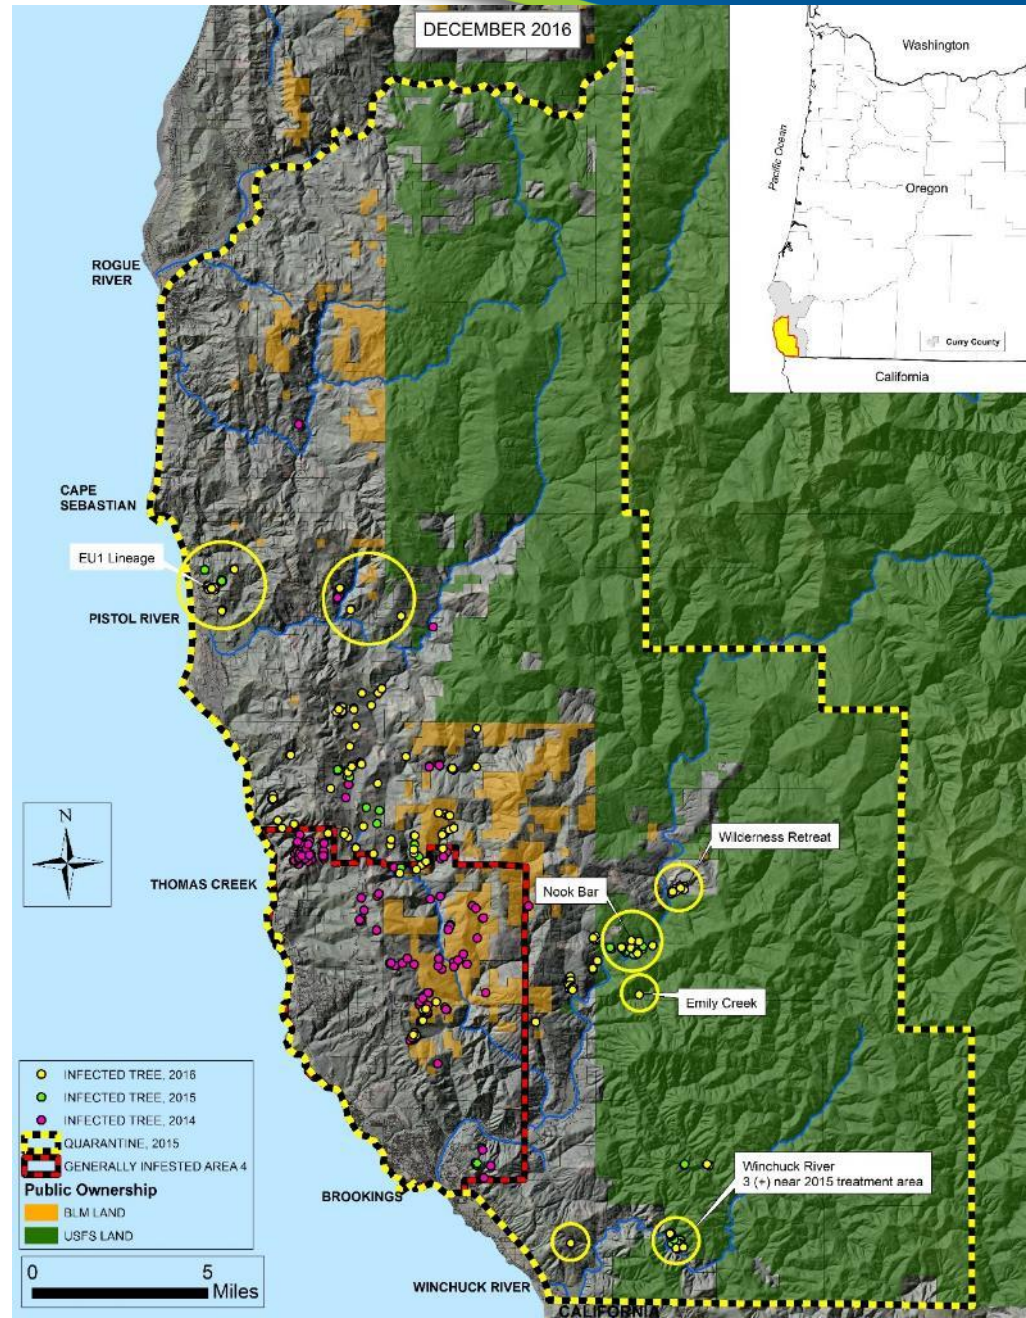 DECEMBER 2016
Washington
Pacific Ocean
Oregon
Curry County
California
ROGUE
RIVER
CAPE
SEBASTIAN
EU1 Lineage
PISTOL RIVER
N
THOMAS CREEK
Wilderness Retreat
Nook Bar
Emily Creek
INFECTED TREE, 2016
INFECTED TREE, 2015
INFECTED TREE, 2014
QUARANTINE, 2015
GENERALLY INFESTED AREA 4
Public Ownership
BLM LAND
USFS LAND
BROOKINGS
Winchuck River
3 (+) near 2015 treatment area
0 5
Miles
WINCHUCK RIVER
CALIFORNIA